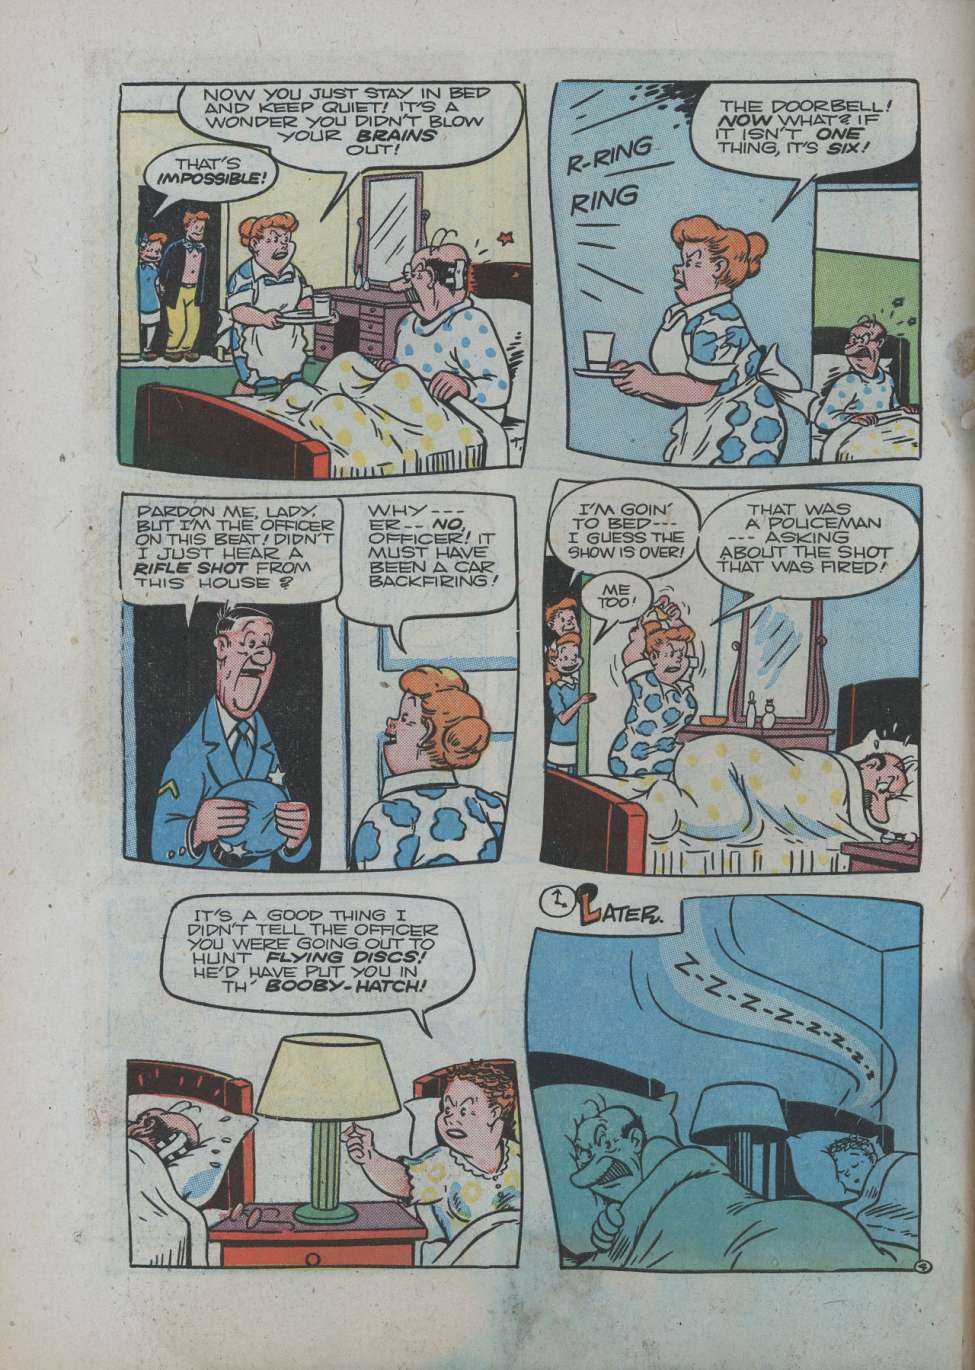 NOW YOU JUST STAY IN BED
AND KEEP QUIET! IT'S A
WONDER YOU DIDN'T BLOW
YOUR BRAINS
OUT!
THAT'S
IMPOSSIBLE!
R-RING
RING
THE DOORBELL!
NOW WHAT? IF
IT ISN'T ONE
THING, IT'S SIX!
PARDON ME, LADY.
BUT I'M THE OFFICER
ON THIS BEAT! DIDN'T
I JUST HEAR A
RIFLE SHOT FROM
THIS HOUSE?
WHY ---
ER--- NO,
OFFICER! IT
MUST HAVE
BEEN A CAR
BACKFIRING!
I'M GOIN'
TO BED---
I GUESS THE
SHOW IS OVER!
ME
TOO!
THAT WAS
A POLICEMAN
--- ASKING
ABOUT THE SHOT
THAT WAS FIRED!
IT'S A GOOD THING I
DIDN'T TELL THE OFFICER
YOU WERE GOING OUT TO
HUNT FLYING DISCS!
HE'D HAVE PUT YOU IN
TH' BOOBY-HATCH!
LATER.
Z-Z-Z-Z-Z-Z-Z-Z-Z
4